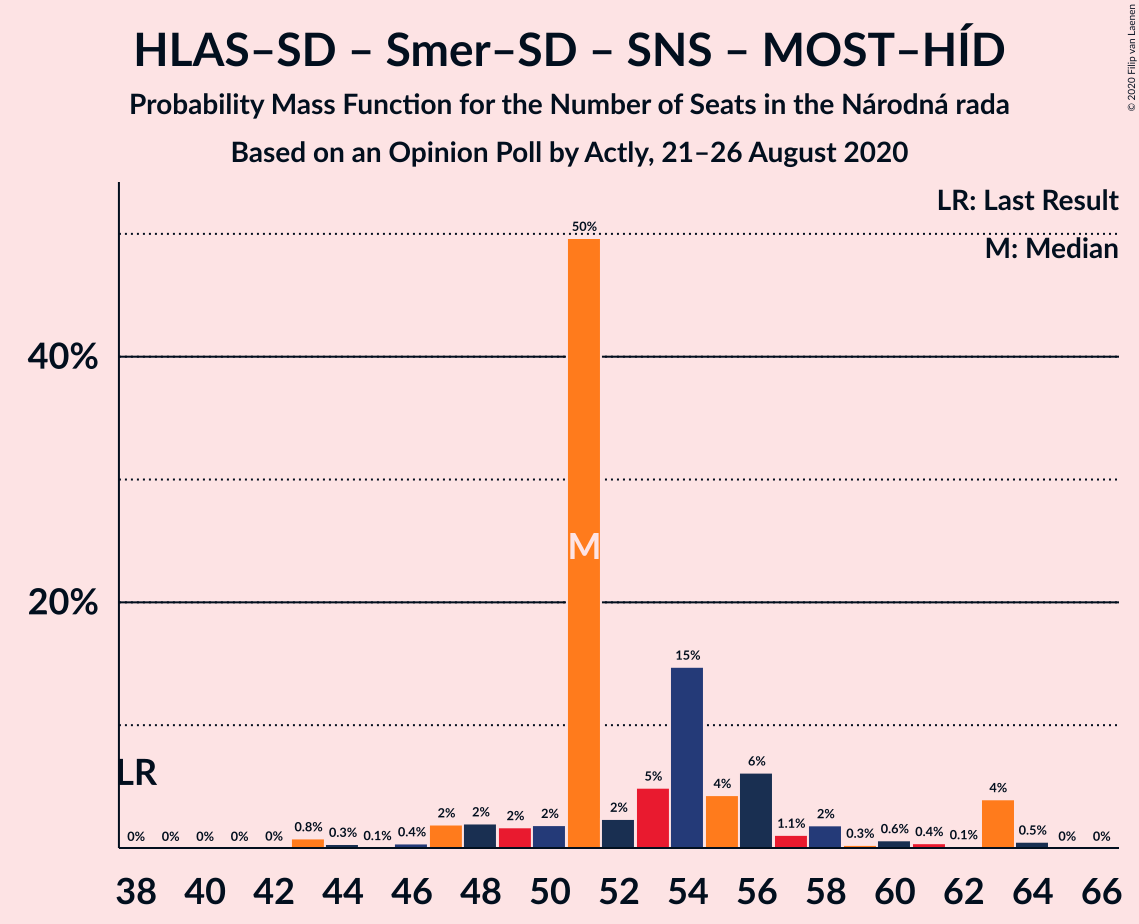 HLAS–SD – Smer–SD – SNS – MOST–HÍD
Probability Mass Function for the Number of Seats in the Národná rada
Based on an Opinion Poll by Actly, 21–26 August 2020
© 2020 Filip van Laenen
LR: Last Result
M: Median
50%
40%
M
20%
15%
LR
6%
5%
4%
4%
0% 0% 0% 0% 0% 0.8% 0.3% 0.1% 0.4% 2% 2% 2% 2% 2% 1.1% 2% 0.3% 0.6% 0.4% 0.1% 0.5% 0% 0%
38 40 42 44 46 48 50 52 54 56 58 60 62 64 66